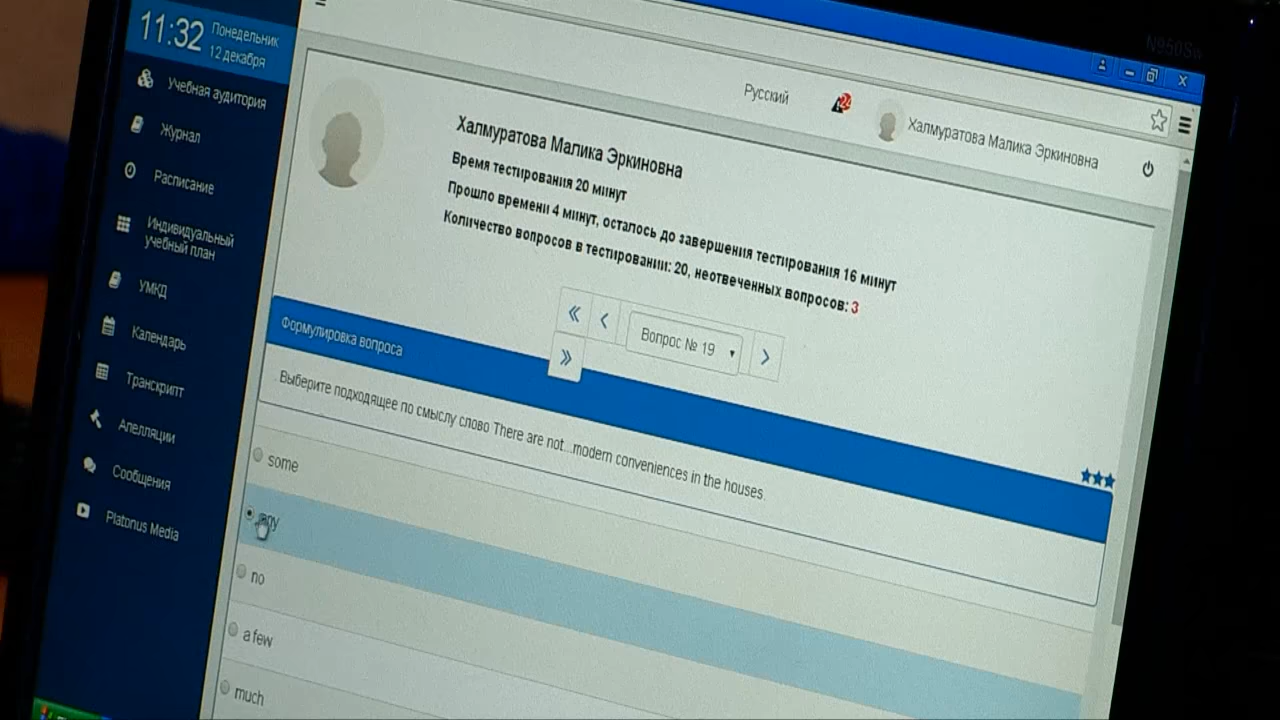 11:32
Понедельник
12 декабря
Учебная аудитория
Журнал
Расписание
Индивидуальный
учебный план
УМКД
Календарь
Транскрипт
Апелляции
Сообщения
Platonus Media
Русский
24
Халмуратова Малика Эркиновна
Халмуратова Малика Эркиновна
Время тестирования 20 минут
Прошло времени 4 минут, осталось до завершения тестирования 16 минут
Количество вопросов в тестировании: 20, неотвеченных вопросов: 3
Вопрос № 19
Формулировка вопроса
. Выберите подходящее по смыслу слово There are not...modern conveniences in the houses.
some
any
no
a few
much